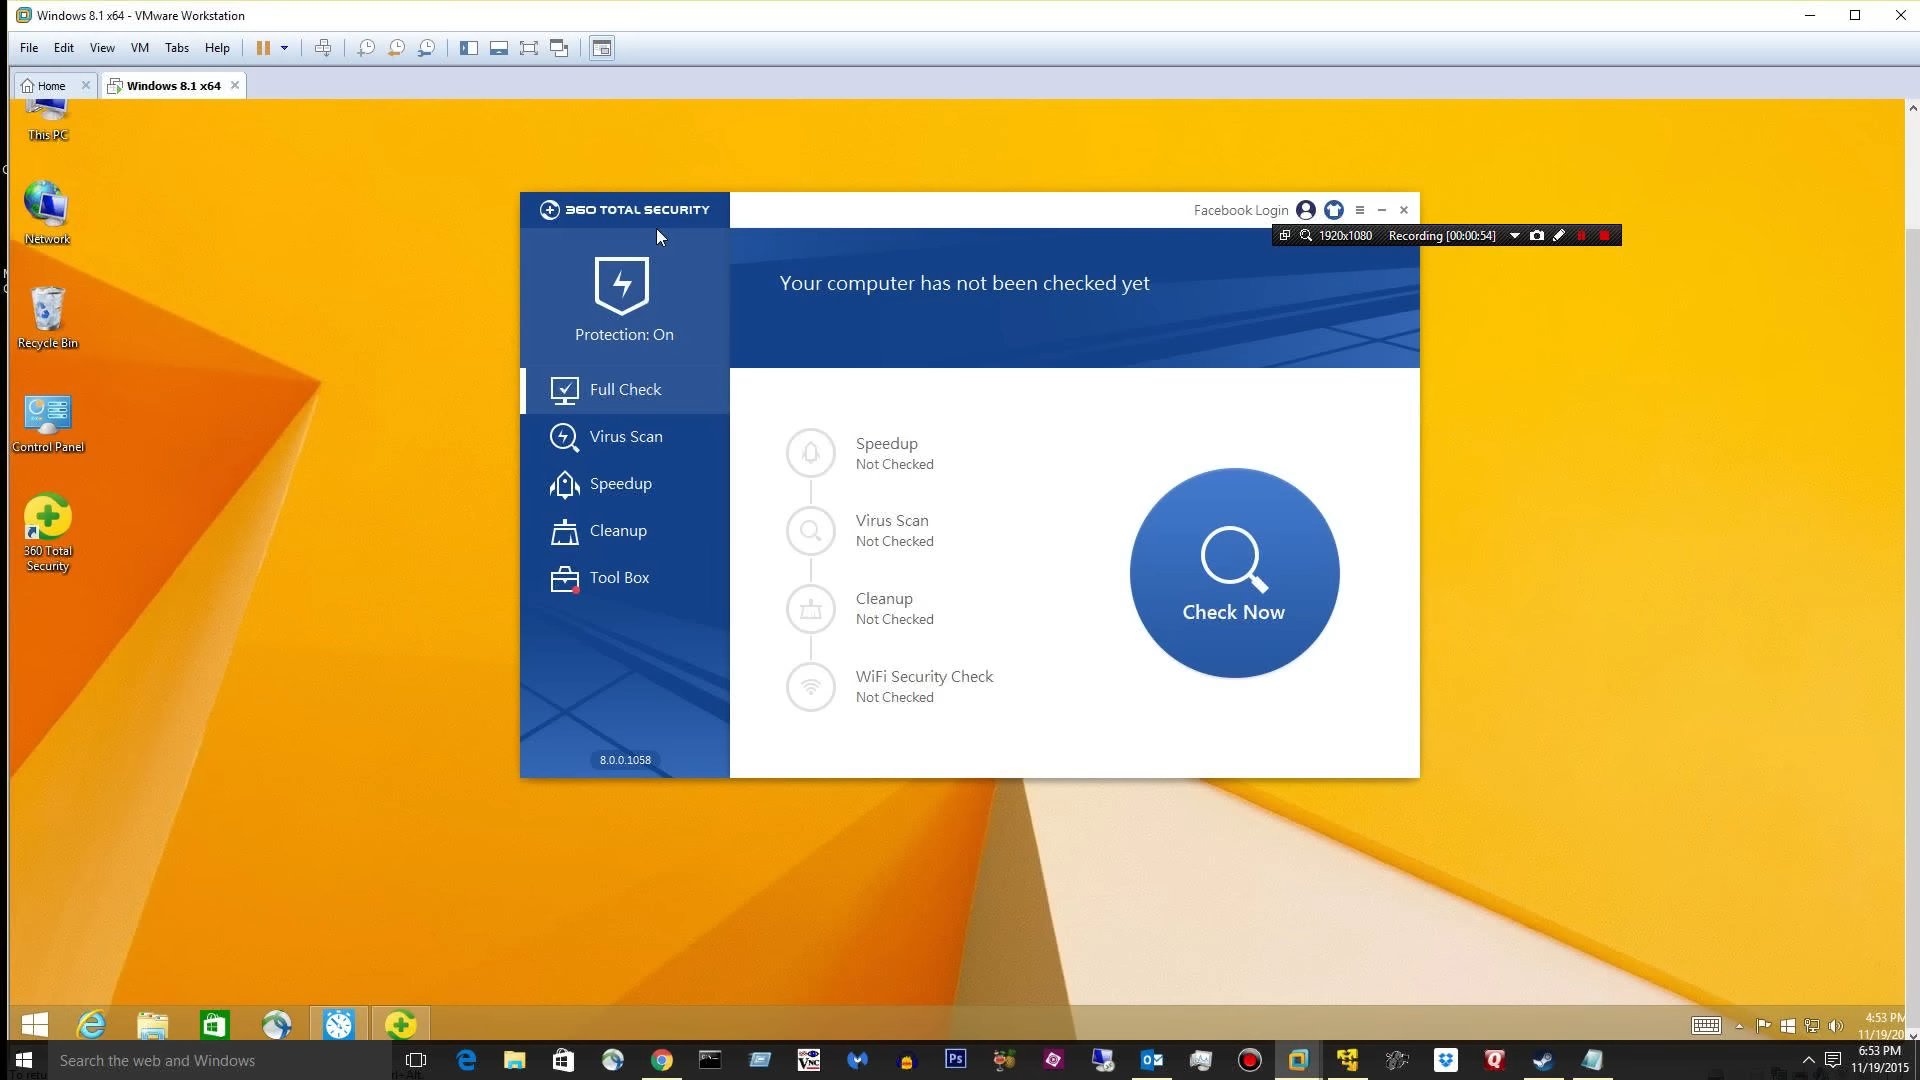 Windows 8.1 x64 - VMware Workstation
File Edit View VM Tabs Help
Home
Windows 8.1 x64
This PC
Network
Recycle Bin
Control Panel
360 Total
Security
360 TOTAL SECURITY
Facebook Login
1920x1080 Recording [00:00:54]
Protection: On
Your computer has not been checked yet
Full Check
Virus Scan
Speedup
Cleanup
Tool Box
8.0.0.1058
Speedup
Not Checked
Virus Scan
Not Checked
Cleanup
Not Checked
WiFi Security Check
Not Checked
Check Now
4:53 PM
11/19/20
Search the web and Windows
Ps
6:53 PM
11/19/2015